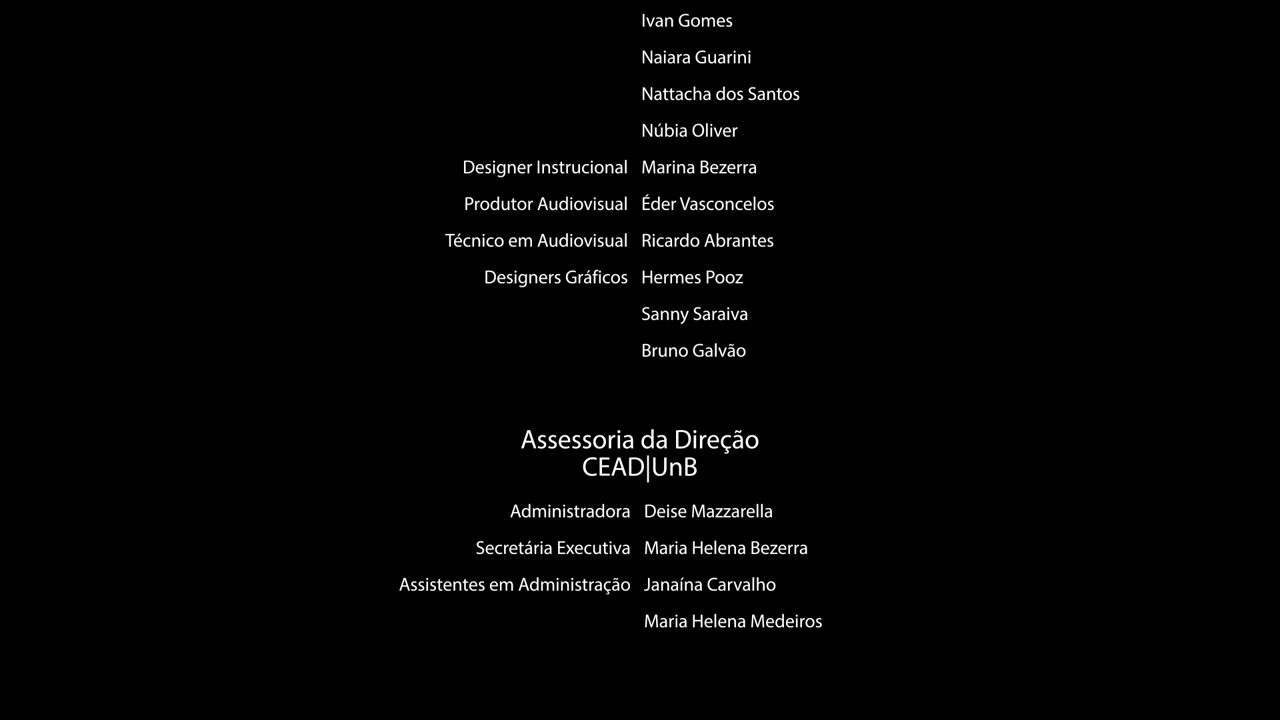 Ivan Gomes
Naiara Guarini
Nattacha dos Santos
Núbia Oliver
Designer Instrucional Marina Bezerra
Produtor Audiovisual Éder Vasconcelos
Técnico em Audiovisual Ricardo Abrantes
Designers Gráficos Hermes Pooz
Sanny Saraiva
Bruno Galvão
Assessoria da Direção
CEAD|UnB
Administradora Deise Mazzarella
Secretária Executiva Maria Helena Bezerra
Assistentes em Administração Janaína Carvalho
Maria Helena Medeiros